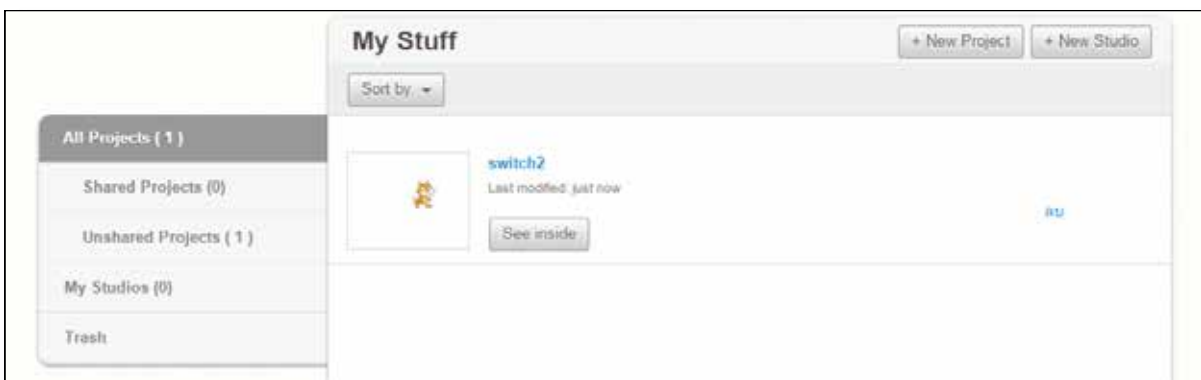 My Stuff
+ New Project
+ New Studio
Sort by
All Projects ( 1 )
Shared Projects (0)
Unshared Projects ( 1 )
My Studios (0)
Trash
switch2
Last modified: just now
See inside